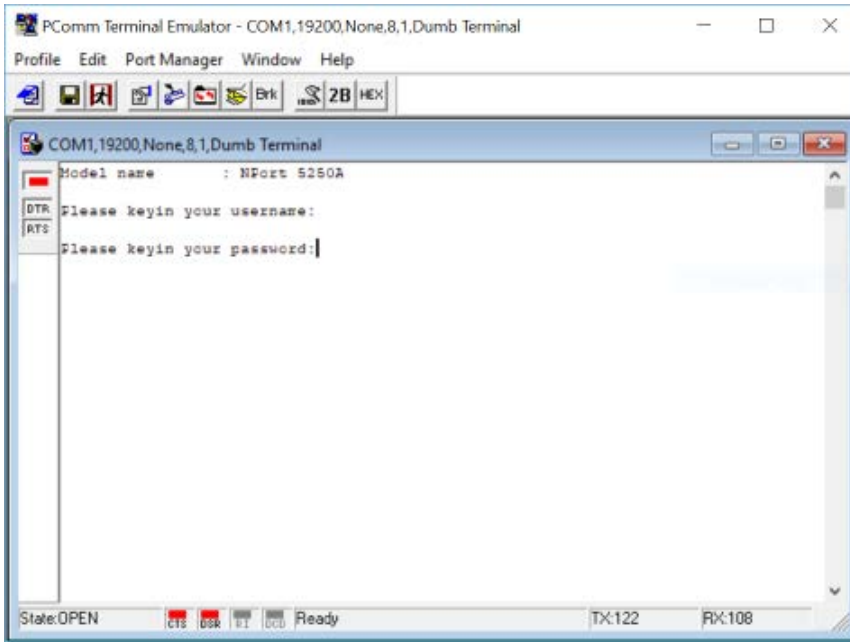 PComm Terminal Emulator - COM1,19200,None,8,1,Dumb Terminal
Profile Edit Port Manager Window Help
Brk 2B HEX
COM1,19200,None,8,1,Dumb Terminal
Model name : NPort 5250A
DTR
Please keyin your username:
RTS
Please keyin your password:
State:OPEN CTS DSR RI DCD Ready TX:122 RX:108